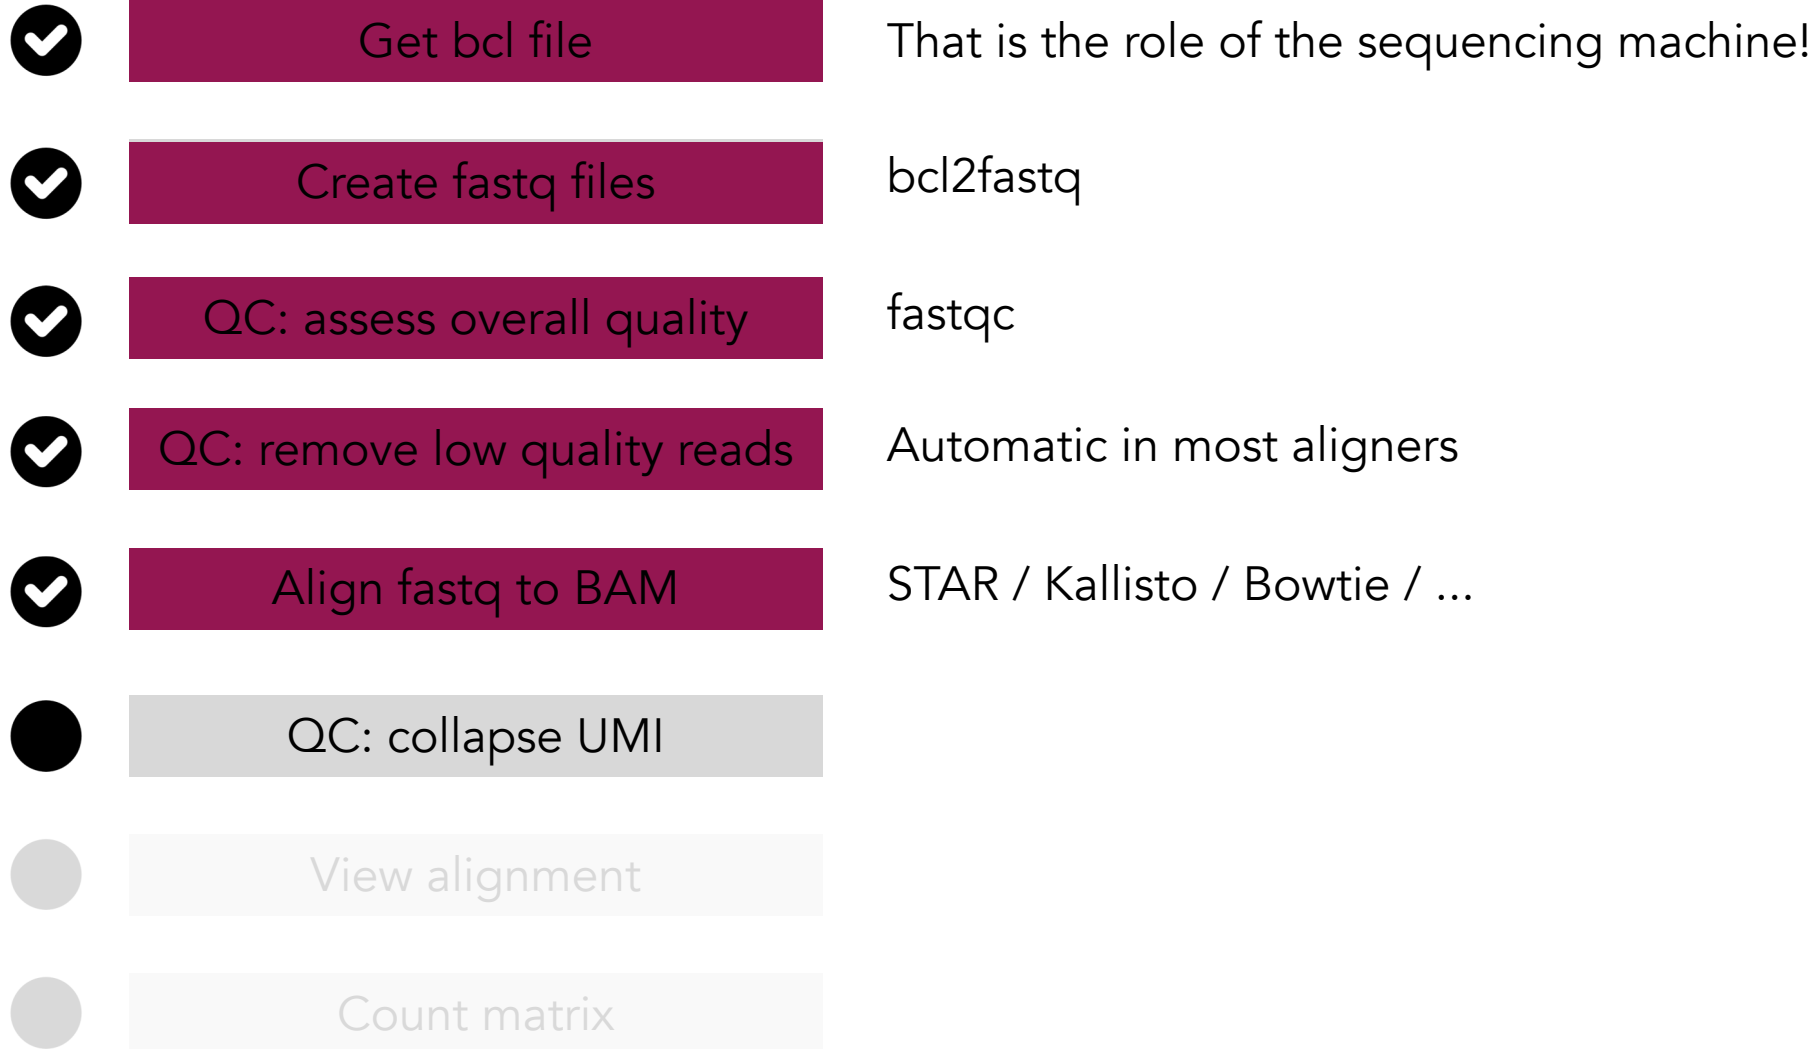 Get bcl file
That is the role of the sequencing machine!
Create fastq files
bcl2fastq
QC: assess overall quality
fastqc
QC: remove low quality reads
Automatic in most aligners
Align fastq to BAM
STAR / Kallisto / Bowtie / ...
QC: collapse UMI
View alignment
Count matrix